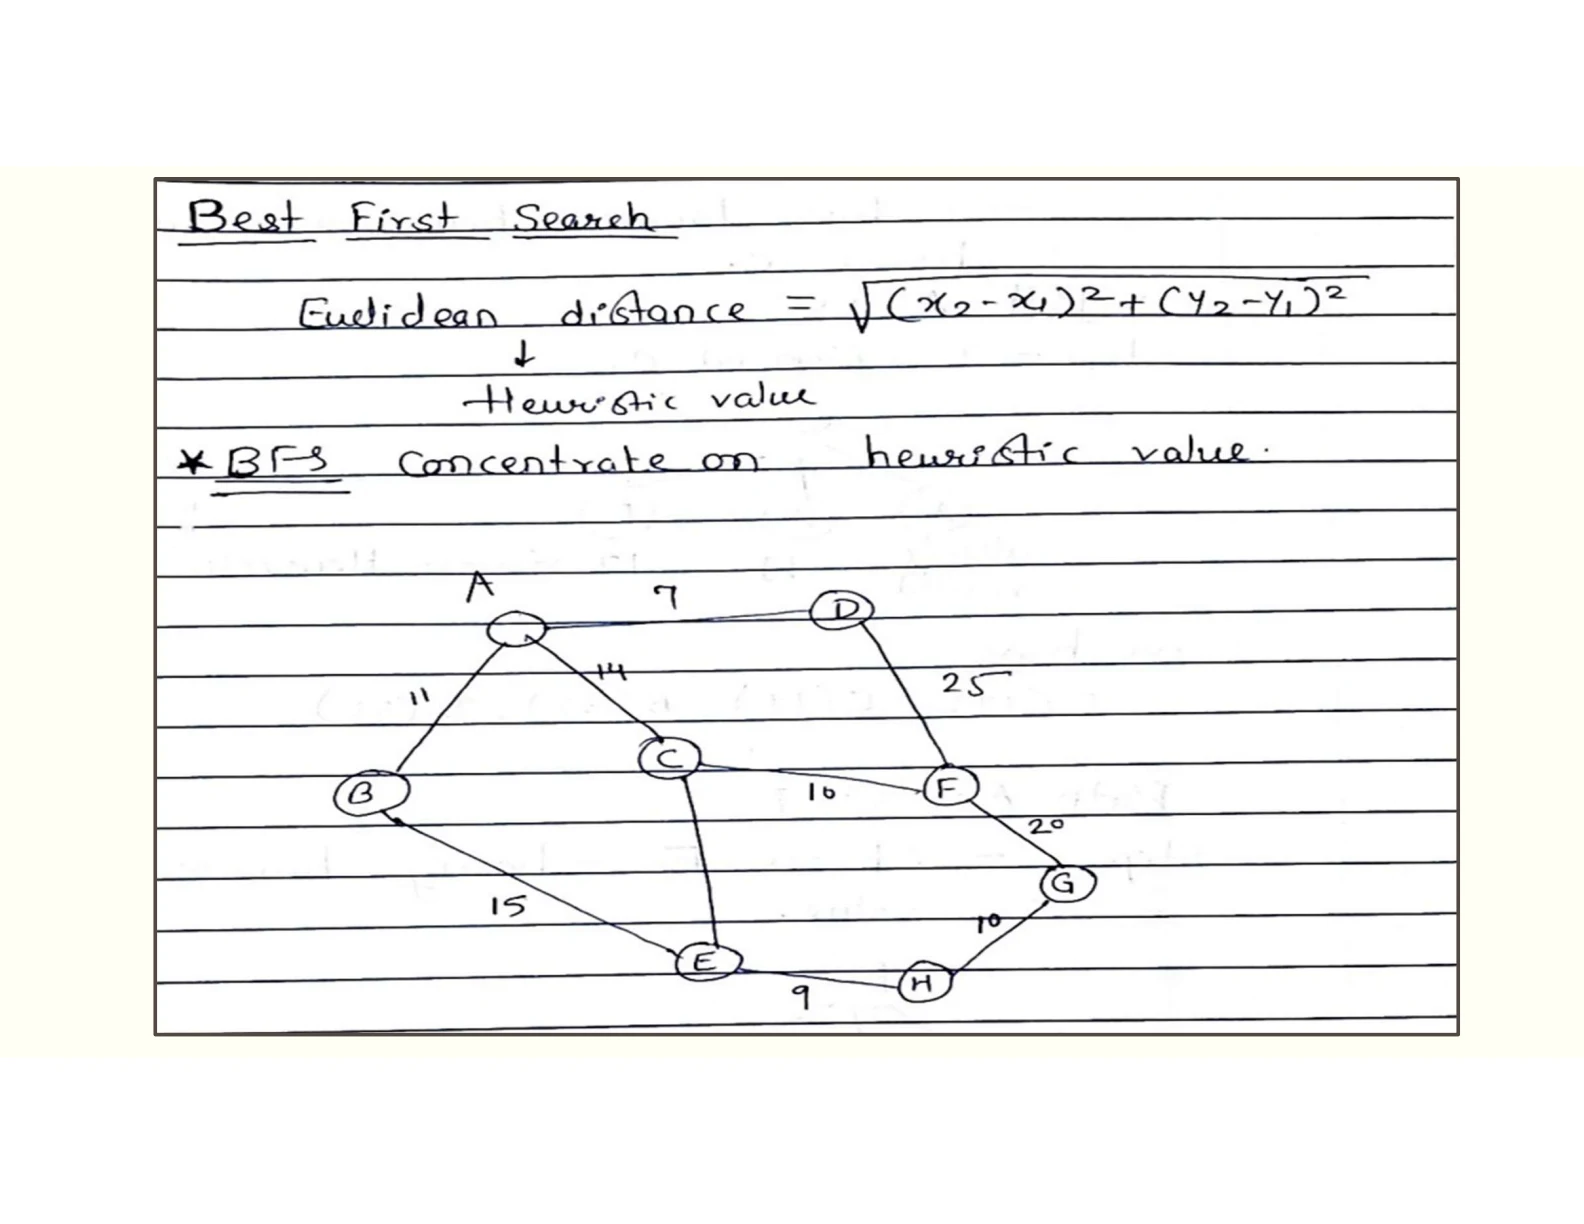 Best First Search
Euclidean distance = √(x2-x1)2+(y2-y1)2
↓
Heuristic value
* BFS concentrate on heuristic value.
A
7
D
14
11
25
C
B
10
F
20
G
15
10
E
H
9